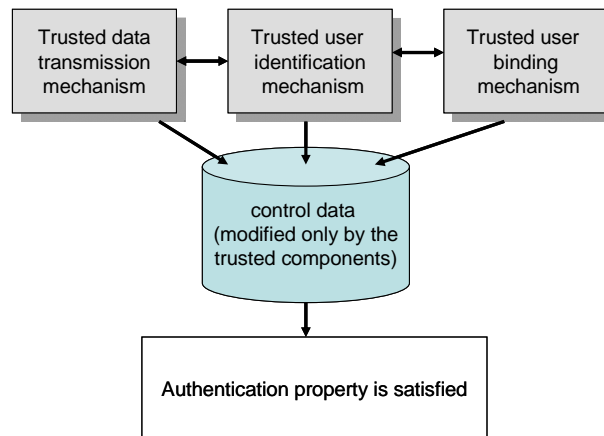 Trusted data
transmission
mechanism
Trusted user
identification
mechanism
Trusted user
binding
mechanism
control data
(modified only by the
trusted components)
Authentication property is satisfied